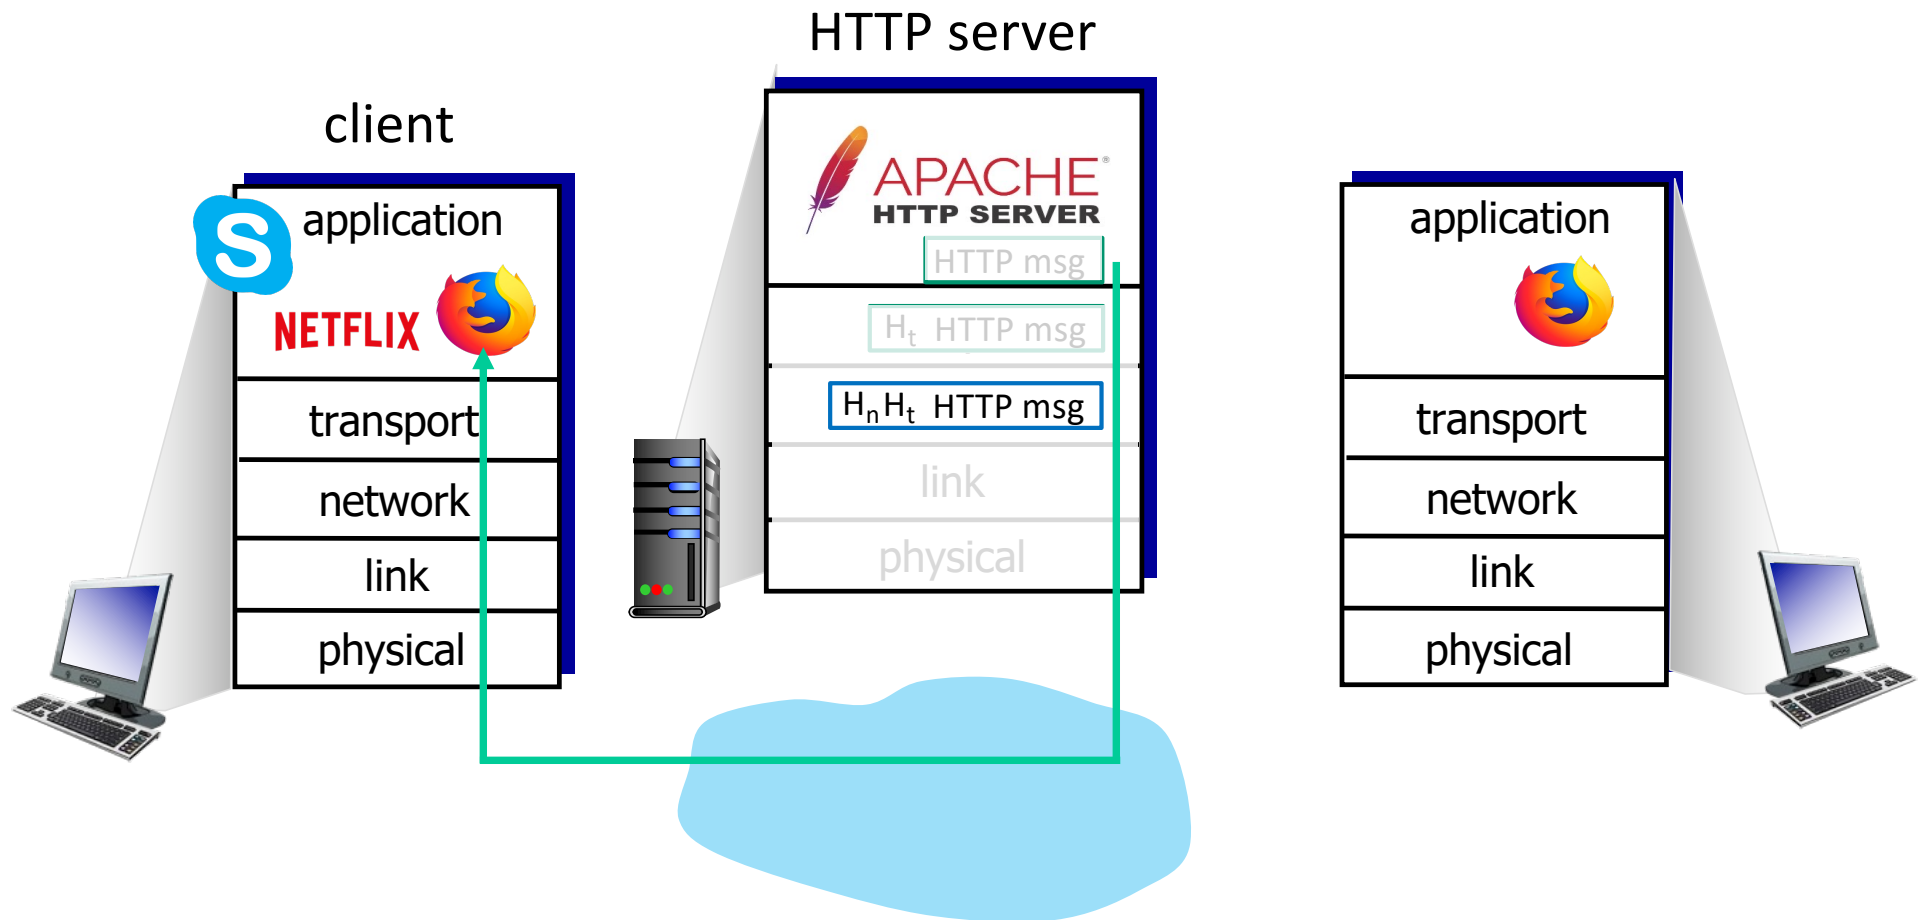 HTTP server
client
APACHE®
HTTP SERVER
HTTP msg
Ht HTTP msg
HnHt HTTP msg
link
physical
S
application
NETFLIX
transport
network
link
physical
application
transport
network
link
physical